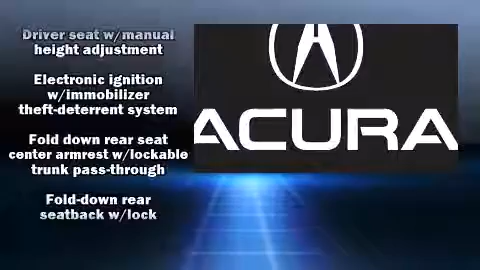 Driver seat w/manual
height adjustment
Electronic ignition
w/immobilizer
theft-deterrent system
Fold down rear seat
center armrest w/lockable
trunk pass-through
Fold-down rear
seatback w/lock
ACURA